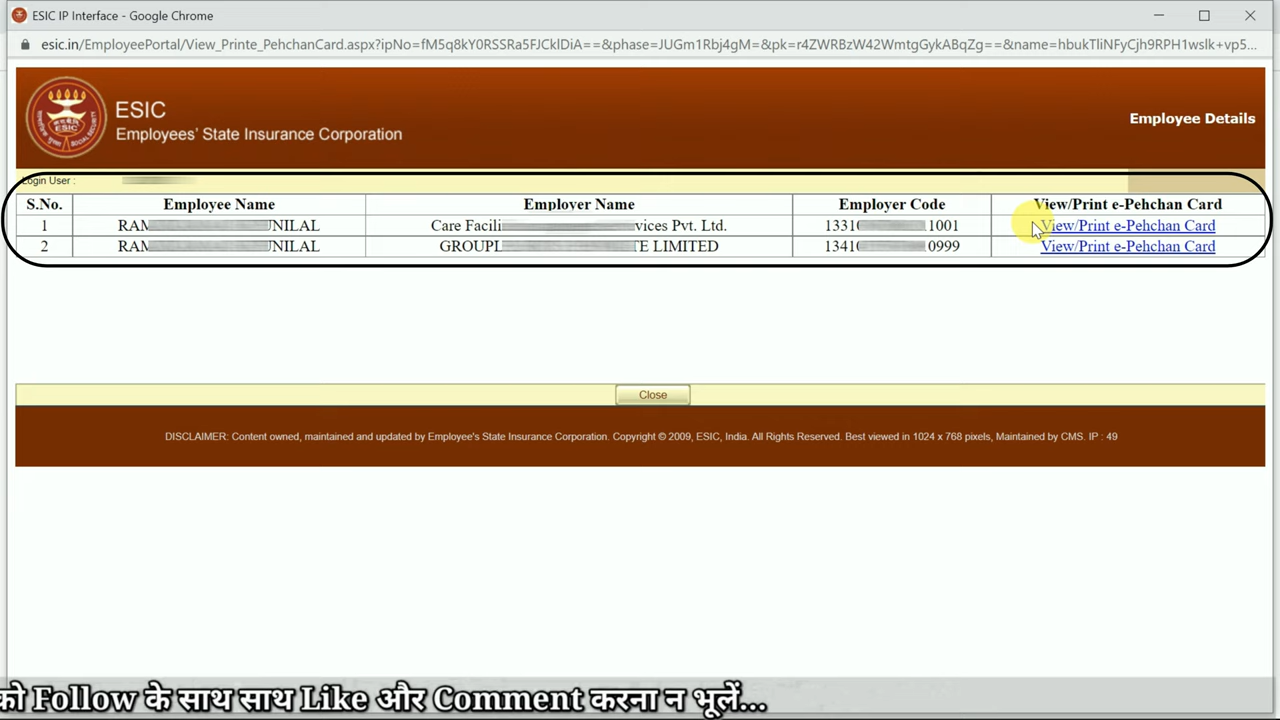 ESIC IP Interface - Google Chrome
esic.in/EmployeePortal/View_Printe_PehchanCard.aspx?ipNo=fM5q8kY0RSSRa5FJCklDiA==&phase=JUGm1Rbj4gM=&pk=r4ZWRBzW42WmtgGykABqZg==&name=hbukTliNFyCjh9RPH1wslk+vp5...
ESIC
Employees' State Insurance Corporation
Employee Details
Login User :
S.No. Employee Name Employer Name Employer Code View/Print e-Pehchan Card
1 RAM NILAL Care Facili vices Pvt. Ltd. 1331 1001 View/Print e-Pehchan Card
2 RAM NILAL GROUPL TE LIMITED 1341 0999 View/Print e-Pehchan Card
Close
DISCLAIMER: Content owned, maintained and updated by Employee's State Insurance Corporation. Copyright © 2009, ESIC, India. All Rights Reserved. Best viewed in 1024 x 768 pixels, Maintained by CMS. IP : 49
को Follow के साथ साथ Like और Comment करना न भूलें...